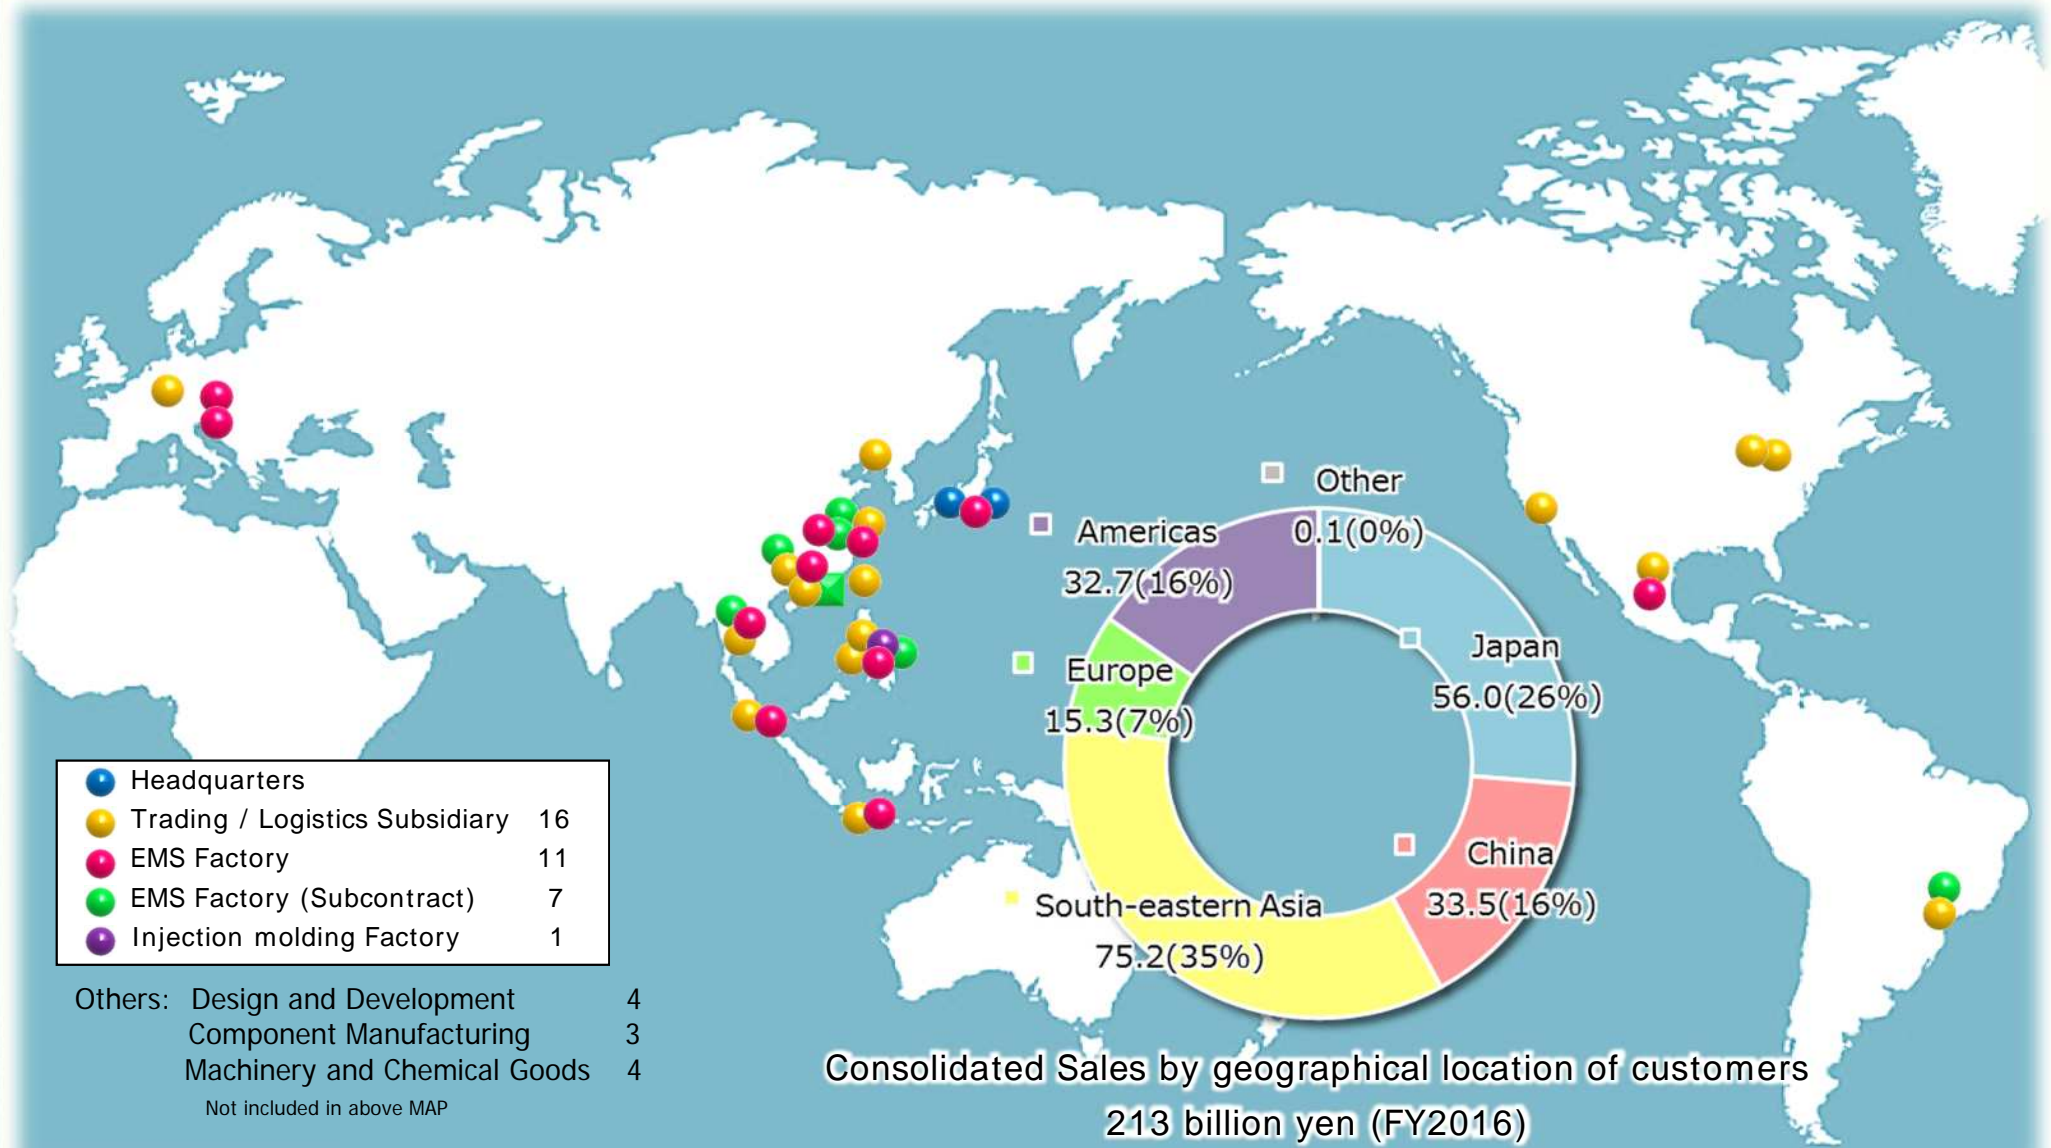 Other
0.1(0%)
Americas
32.7(16%)
Japan
56.0(26%)
Europe
15.3(7%)
China
33.5(16%)
South-eastern Asia
75.2(35%)
Headquarters
Trading / Logistics Subsidiary 16
EMS Factory 11
EMS Factory (Subcontract) 7
Injection molding Factory 1
Others: Design and Development 4
Component Manufacturing 3
Machinery and Chemical Goods 4
Not included in above MAP
Consolidated Sales by geographical location of customers
213 billion yen (FY2016)